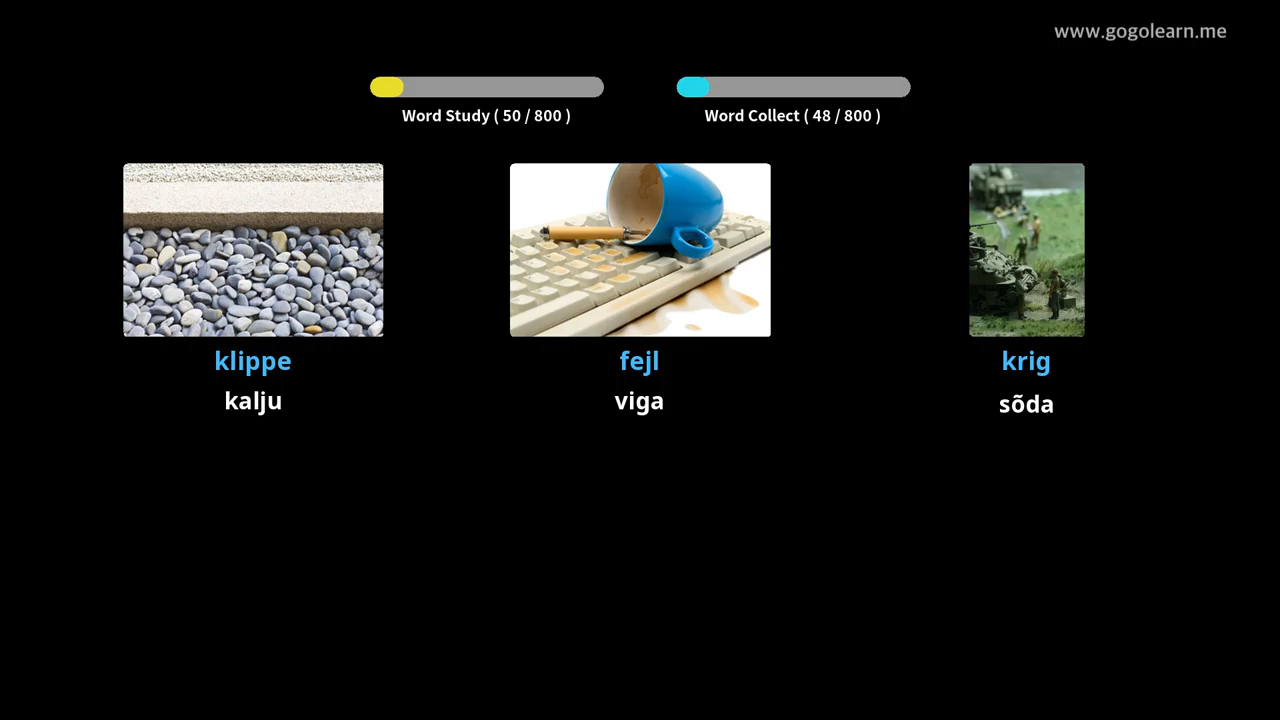 www.gogolearn.me
Word Study ( 50 / 800 )
Word Collect ( 48 / 800 )
klippe
kalju
fejl
viga
krig
sõda